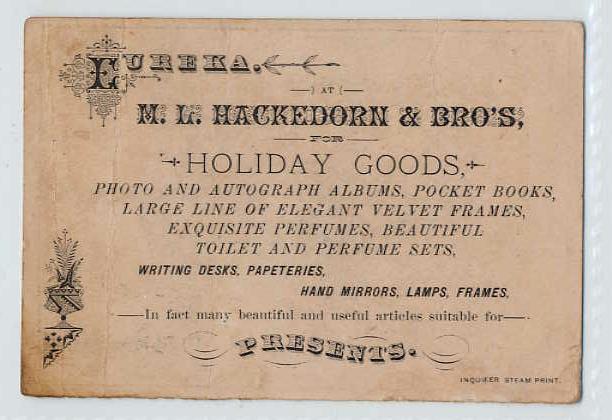 EUREKA.
AT
M. L. HACKEDORN & BRO'S,
FOR
HOLIDAY GOODS,
PHOTO AND AUTOGRAPH ALBUMS, POCKET BOOKS,
LARGE LINE OF ELEGANT VELVET FRAMES,
EXQUISITE PERFUMES, BEAUTIFUL
TOILET AND PERFUME SETS,
WRITING DESKS, PAPETERIES,
HAND MIRRORS, LAMPS, FRAMES,
—In fact many beautiful and useful articles suitable for—
PRESENTS.
INQUIRER STEAM PRINT.